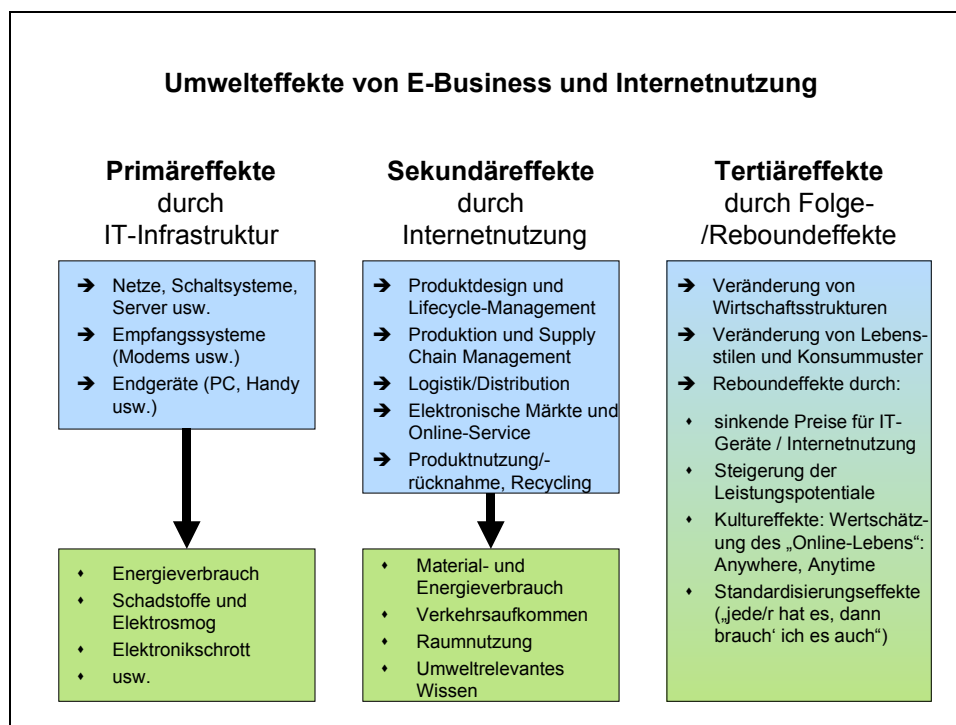 Umwelteffekte von E-Business und Internetnutzung
Primäreffekte
durch
IT-Infrastruktur
➔ Netze, Schaltsysteme,
Server usw.
➔ Empfangssysteme
(Modems usw.)
➔ Endgeräte (PC, Handy
usw.)
♦ Energieverbrauch
♦ Schadstoffe und
Elektrosmog
♦ Elektronikschrott
♦ usw.
Sekundäreffekte
durch
Internetnutzung
➔ Produktdesign und
Lifecycle-Management
➔ Produktion und Supply
Chain Management
➔ Logistik/Distribution
➔ Elektronische Märkte und
Online-Service
➔ Produktnutzung/-
rücknahme, Recycling
♦ Material- und
Energieverbrauch
♦ Verkehrsaufkommen
♦ Raumnutzung
♦ Umweltrelevantes
Wissen
Tertiäreffekte
durch Folge-
/Reboundeffekte
➔ Veränderung von
Wirtschaftsstrukturen
➔ Veränderung von Lebens-
stilen und Konsummuster
➔ Reboundeffekte durch:
♦ sinkende Preise für IT-
Geräte / Internetnutzung
♦ Steigerung der
Leistungspotentiale
♦ Kultureffekte: Wertschätz-
ung des „Online-Lebens“:
Anywhere, Anytime
♦ Standardisierungseffekte
(„jede/r hat es, dann
brauch‘ ich es auch“)